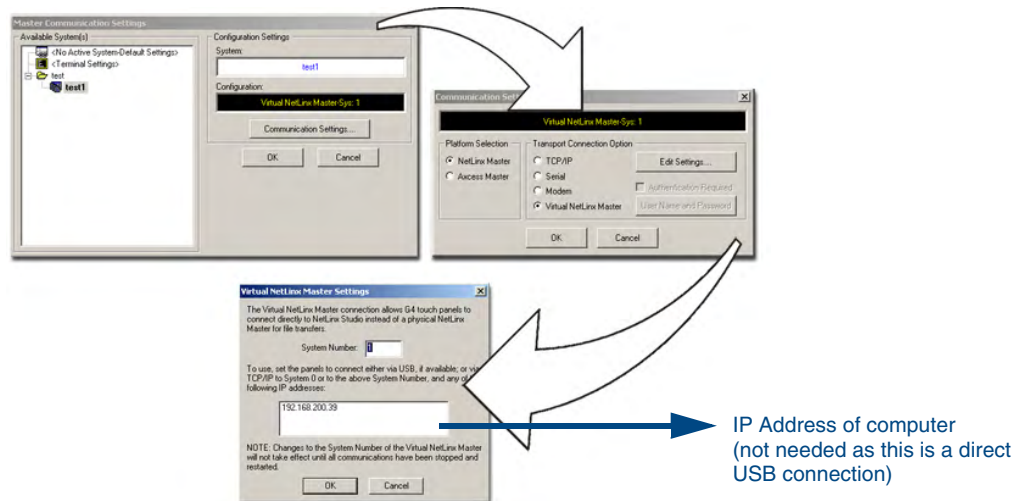 Master Communication Settings
Available System(s)
<No Active System-Default Settings>
<Terminal Settings>
test
test1
Configuration Settings
System:
test1
Configuration:
Virtual NetLinx Master-Sys: 1
Communication Settings...
OK
Cancel
Communication Set
Virtual NetLinx Master-Sys: 1
Platform Selection
NetLinx Master
Axcess Master
Transport Connection Option
TCP/IP
Serial
Modem
Virtual NetLinx Master
Edit Settings...
Authentication Required
User Name and Password
OK
Cancel
Virtual NetLinx Master Settings
The Virtual NetLinx Master connection allows G4 touch panels to
connect directly to NetLinx Studio instead of a physical NetLinx
Master for file transfers.
System Number:
1
To use, set the panels to connect either via USB, if available; or via
TCP/IP to System 0 or to the above System Number, and any of
following IP addresses:
192.168.200.39
NOTE: Changes to the System Number of the Virtual NetLinx Master
will not take effect until all communications have been stopped and
restarted.
OK
Cancel
IP Address of computer
(not needed as this is a direct
USB connection)